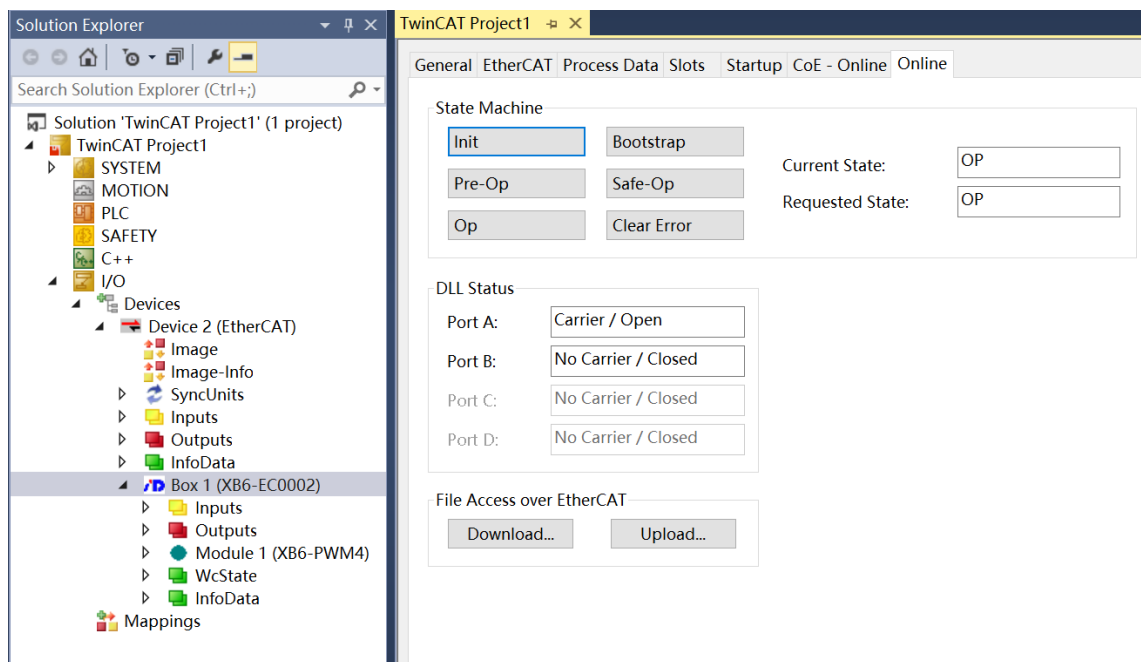 Solution Explorer
Search Solution Explorer (Ctrl+;)
Solution 'TwinCAT Project1' (1 project)
TwinCAT Project1
SYSTEM
MOTION
PLC
SAFETY
C++
I/O
Devices
Device 2 (EtherCAT)
Image
Image-Info
SyncUnits
Inputs
Outputs
InfoData
Box 1 (XB6-EC0002)
Inputs
Outputs
Module 1 (XB6-PWM4)
WcState
InfoData
Mappings
TwinCAT Project1
General EtherCAT Process Data Slots Startup CoE - Online Online
State Machine
Init Bootstrap
Pre-Op Safe-Op
Op Clear Error
Current State: OP
Requested State: OP
DLL Status
Port A: Carrier / Open
Port B: No Carrier / Closed
Port C: No Carrier / Closed
Port D: No Carrier / Closed
File Access over EtherCAT
Download... Upload...